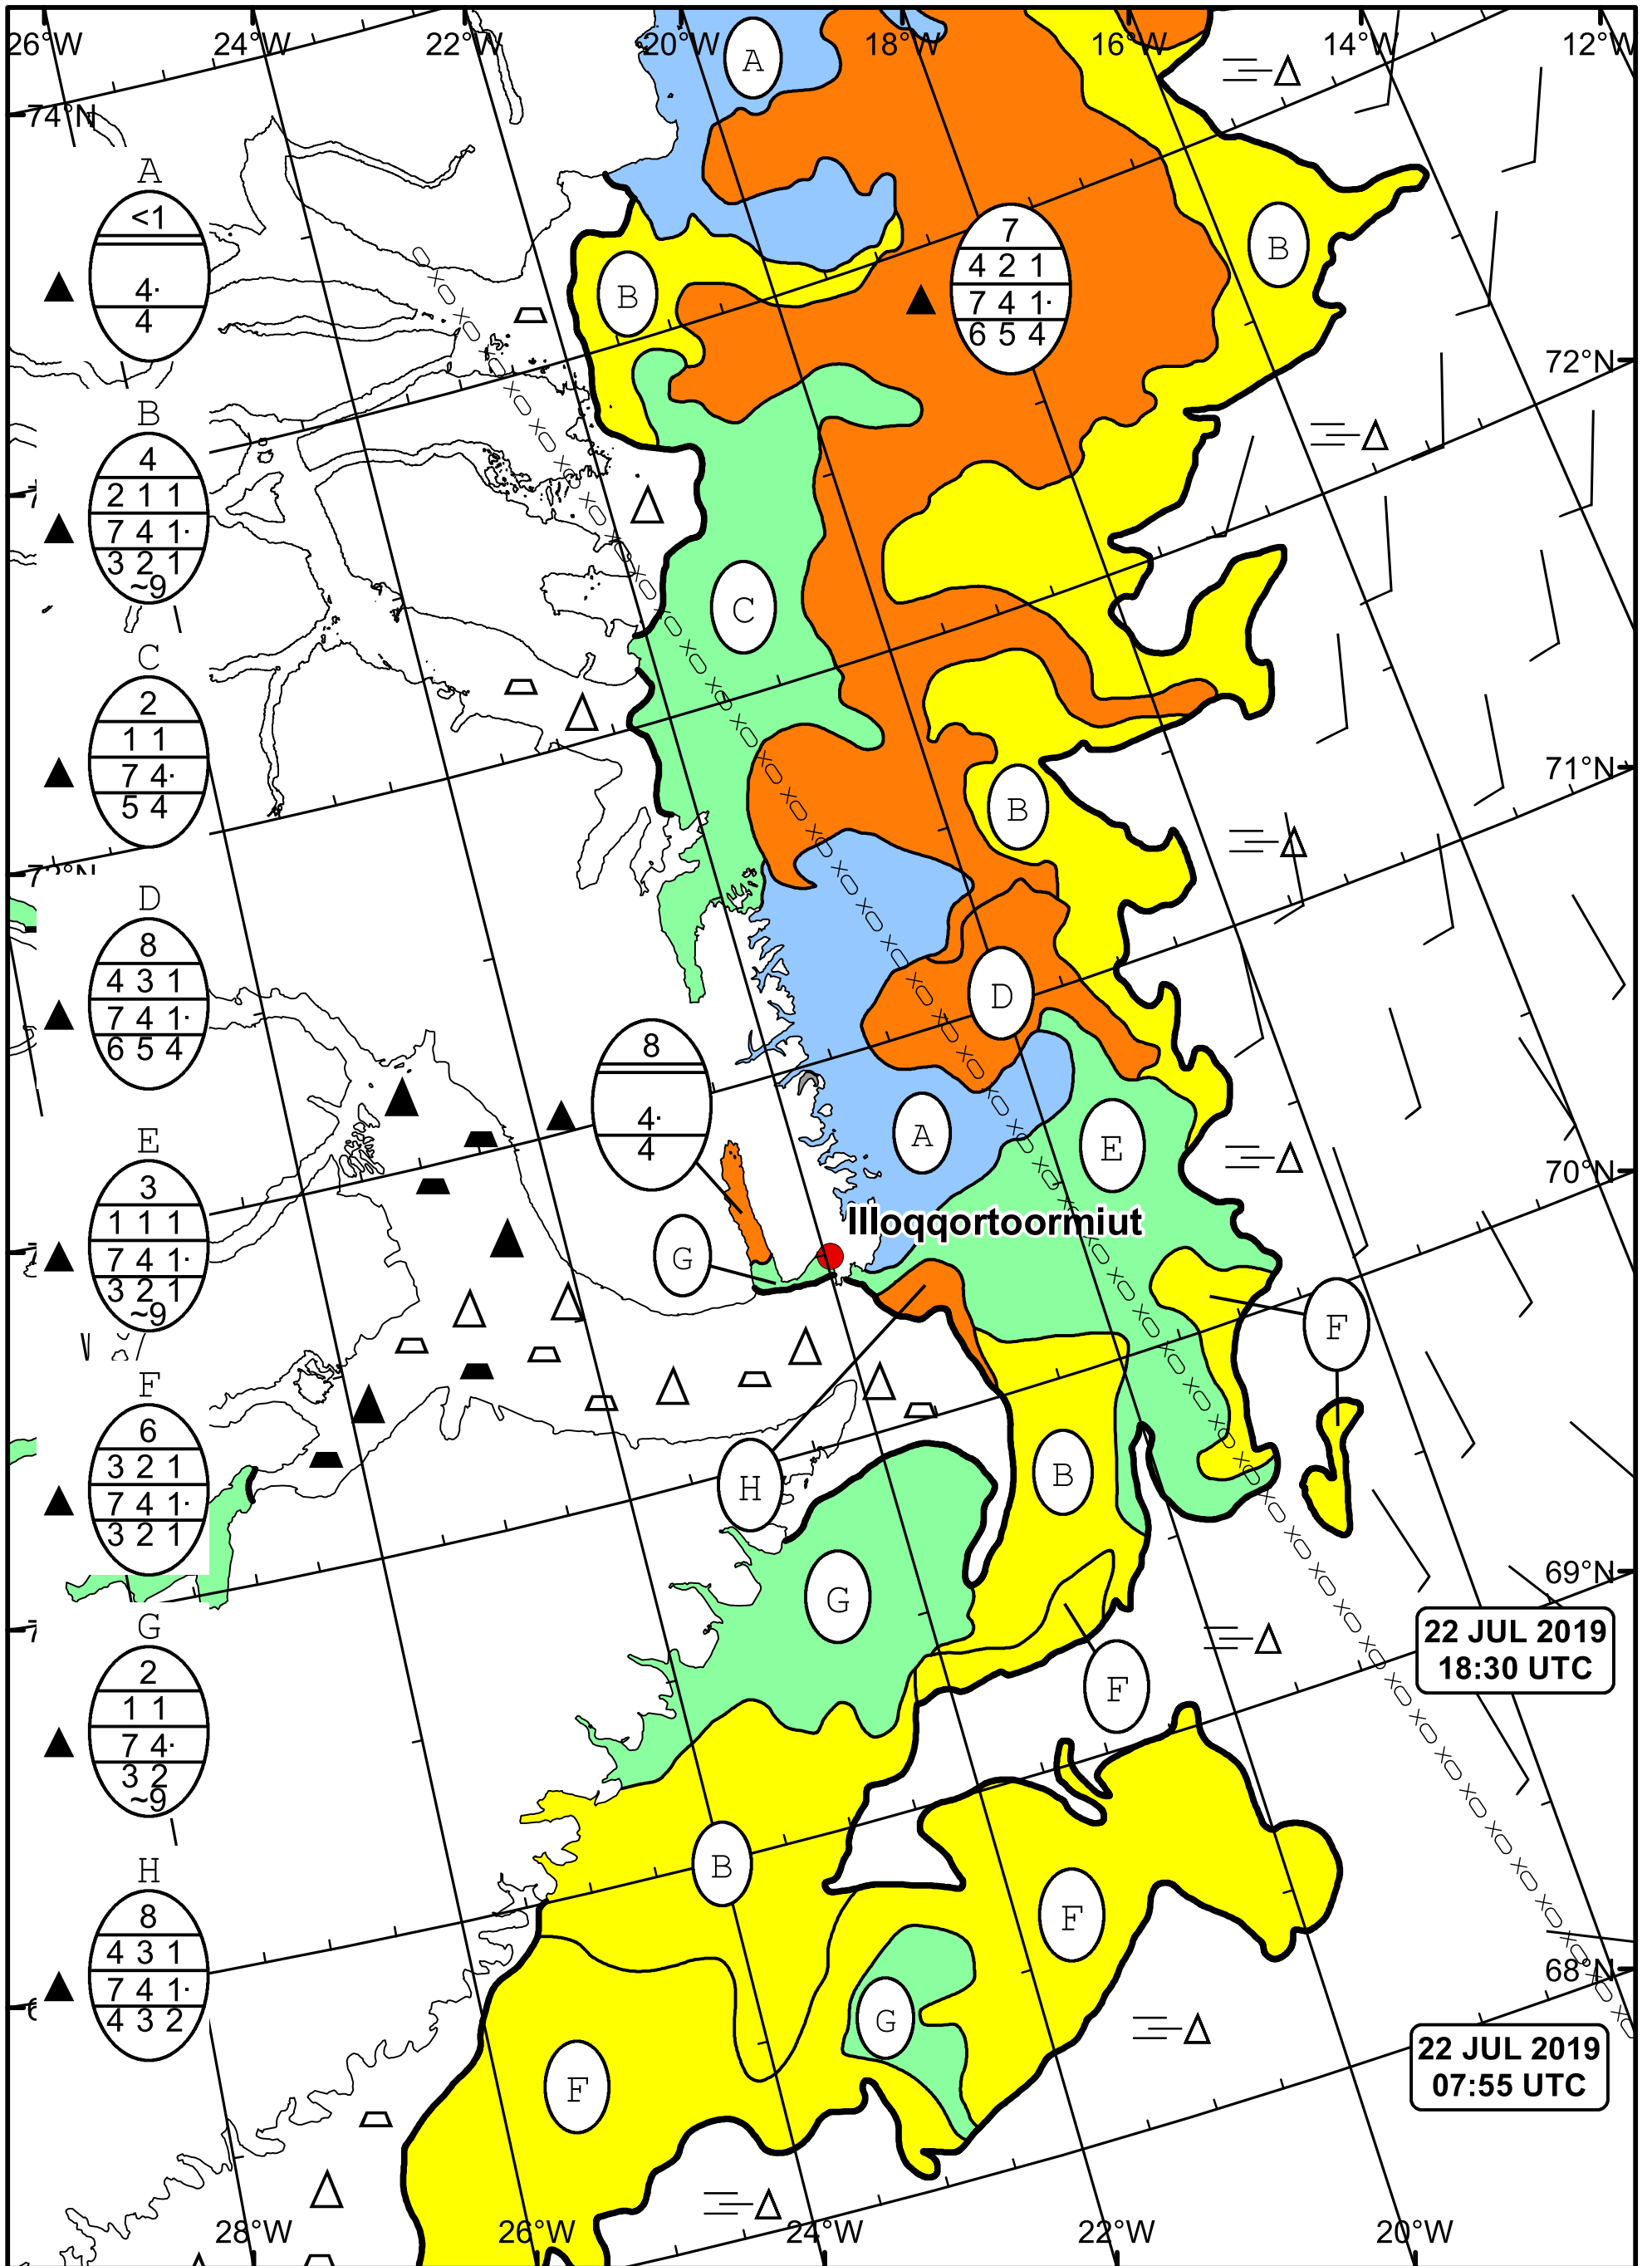 26°W 24°W 22°W 20°W 18°W 16°W 14°W 12°W
74°N
A
A
<1
4·
4
B
B
7
4 2 1
7 4 1·
6 5 4
72°N
B
4
2 1 1
7 4 1·
3 2 1
~9
C
C
2
1 1
7 4·
5 4
71°N
B
D
8
4 3 1
7 4 1·
6 5 4
D
8
4·
4
A
E
E
3
1 1 1
7 4 1·
3 2 1
~9
70°N
Illoqqortoormiut
G
F
F
6
3 2 1
7 4 1·
3 2 1
H
B
69°N
G
G
2
1 1
7 4·
3 2
~9
22 JUL 2019
18:30 UTC
F
B
H
8
4 3 1
7 4 1·
4 3 2
F
68°N
G
22 JUL 2019
07:55 UTC
F
28°W 26°W 24°W 22°W 20°W